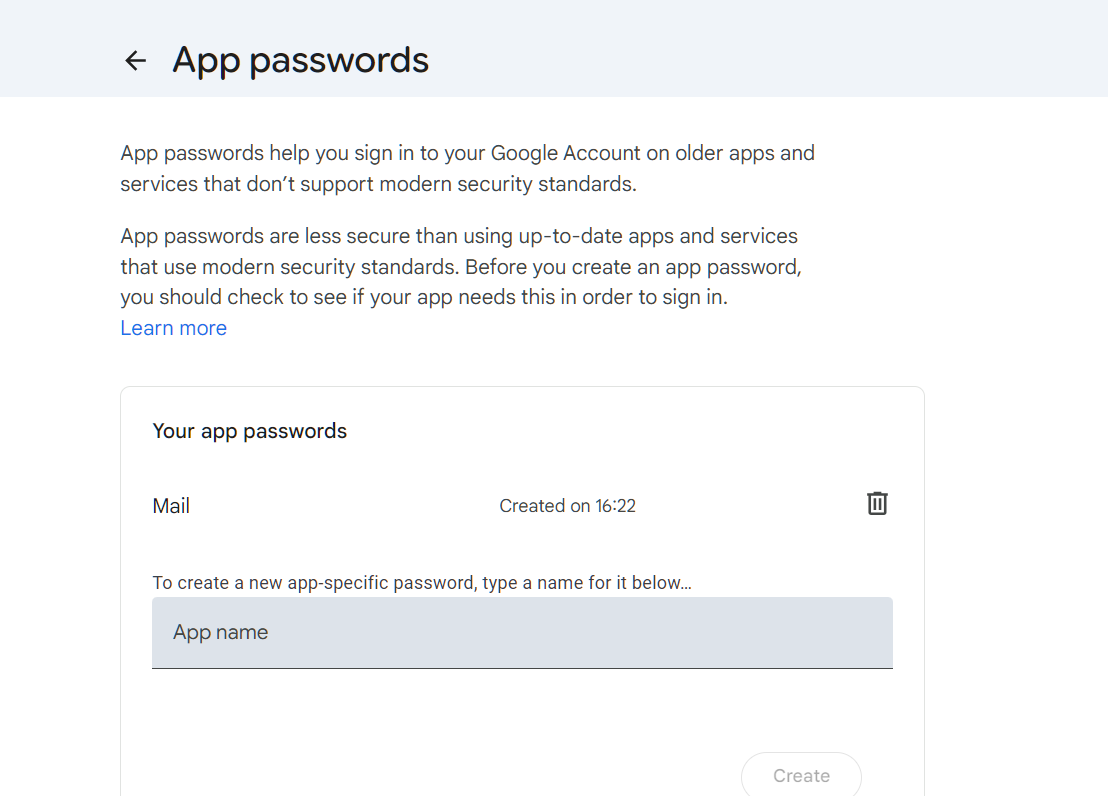 App passwords
App passwords help you sign in to your Google Account on older apps and
services that don’t support modern security standards.
App passwords are less secure than using up-to-date apps and services
that use modern security standards. Before you create an app password,
you should check to see if your app needs this in order to sign in.
Learn more
Your app passwords
Mail Created on 16:22
To create a new app-specific password, type a name for it below…
App name
Create